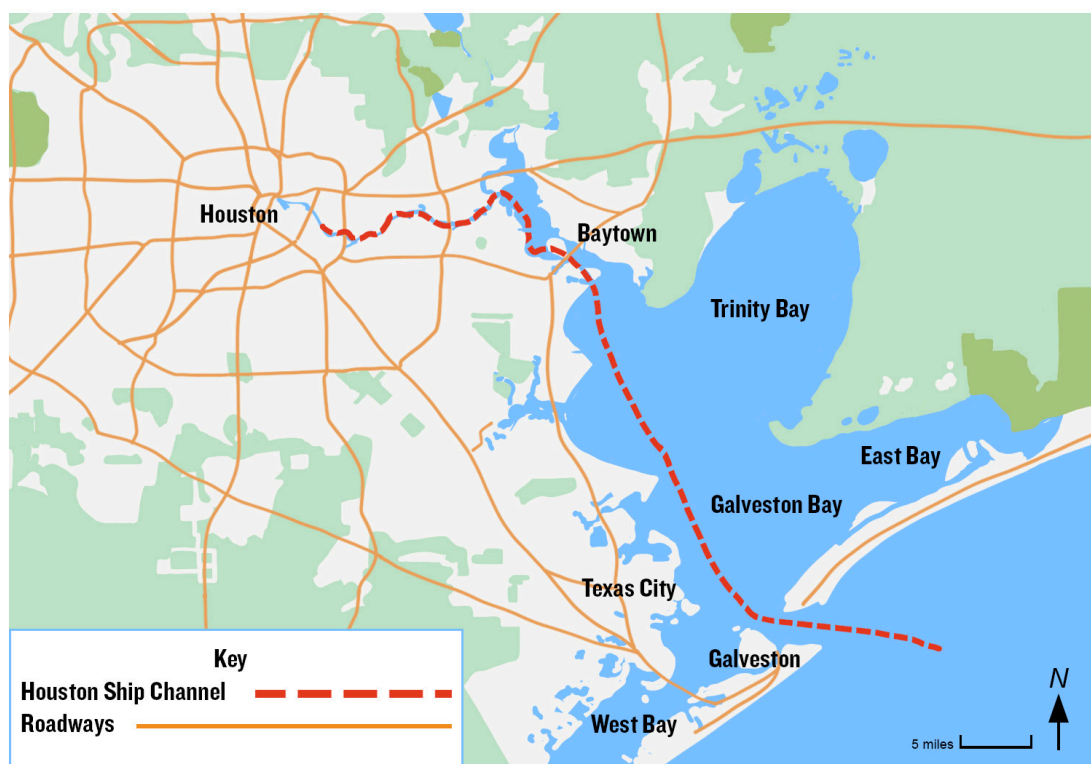 Houston
Baytown
Trinity Bay
East Bay
Galveston Bay
Texas City
Galveston
West Bay
Key
Houston Ship Channel
Roadways
N
5 miles